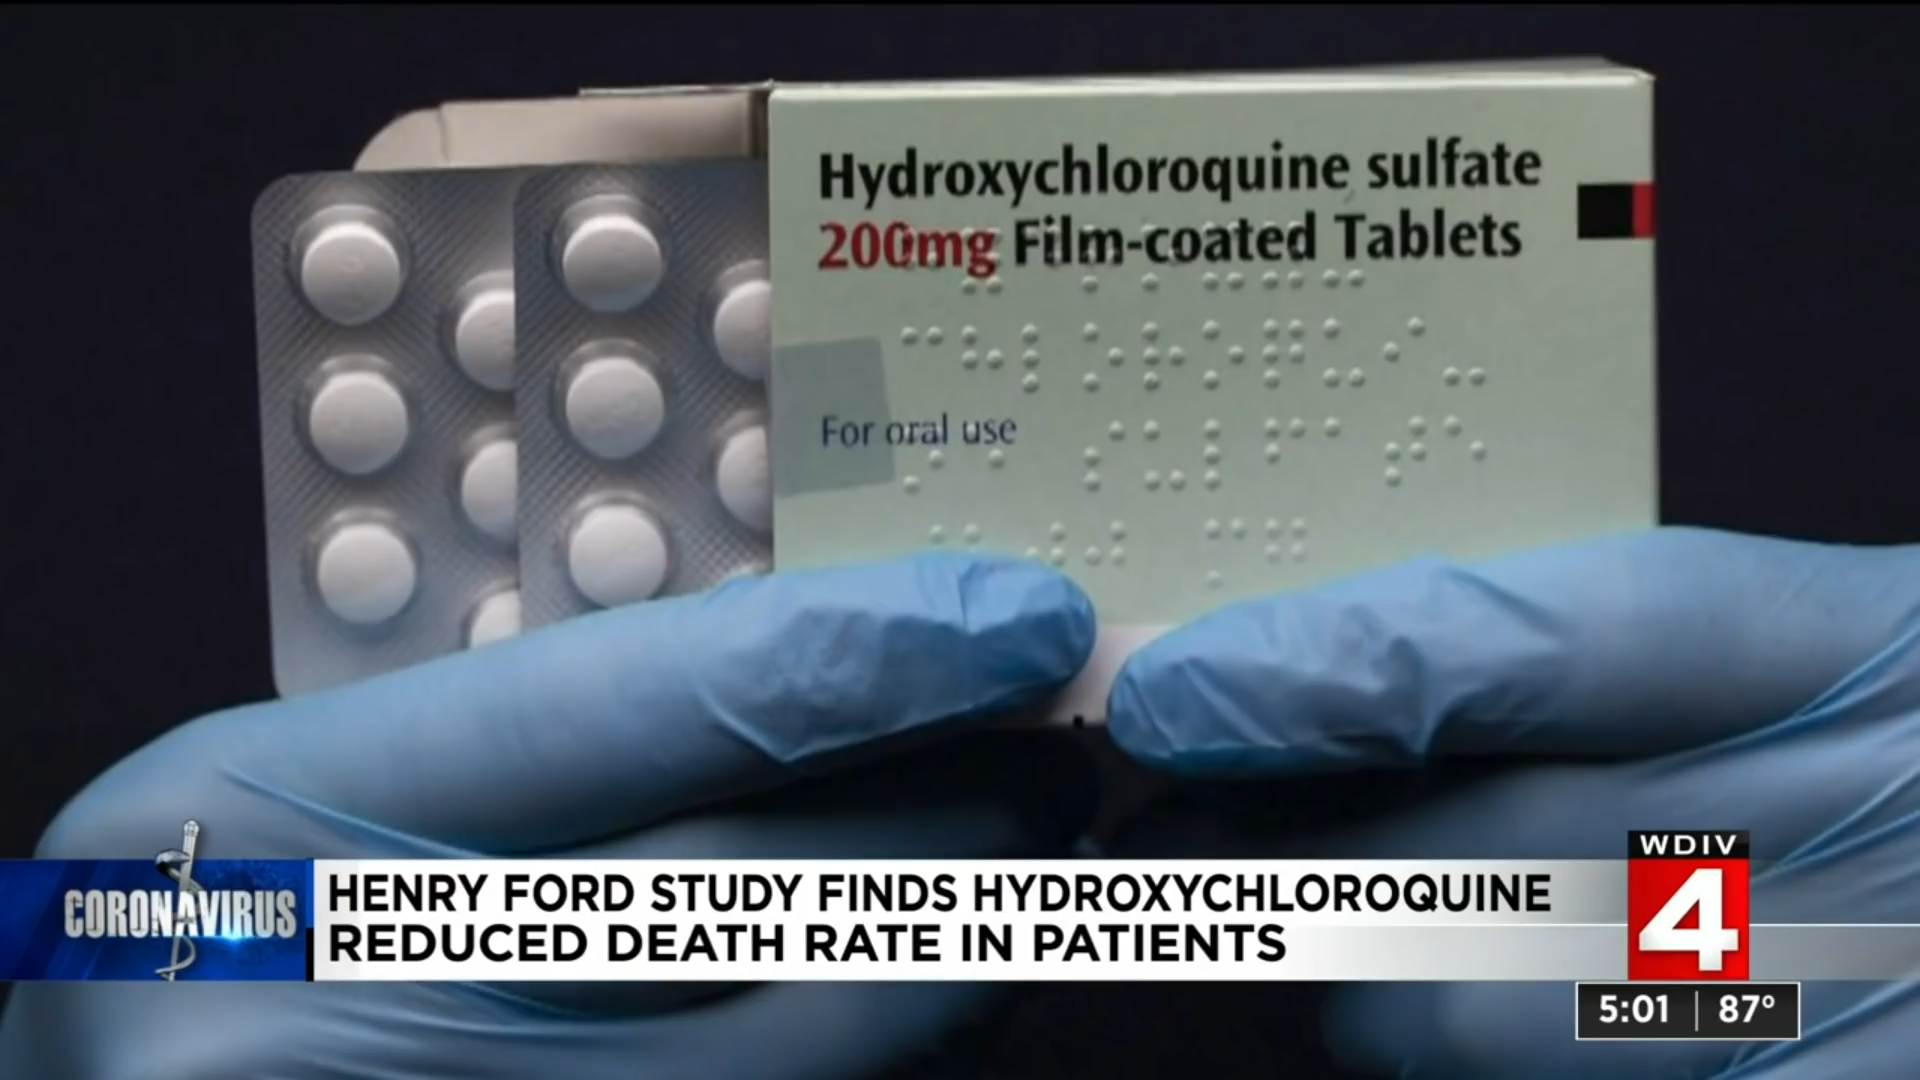 Hydroxychloroquine sulfate
200mg Film-coated Tablets
For oral use
CORONAVIRUS
HENRY FORD STUDY FINDS HYDROXYCHLOROQUINE
REDUCED DEATH RATE IN PATIENTS
WDIV
4
5:01 87°